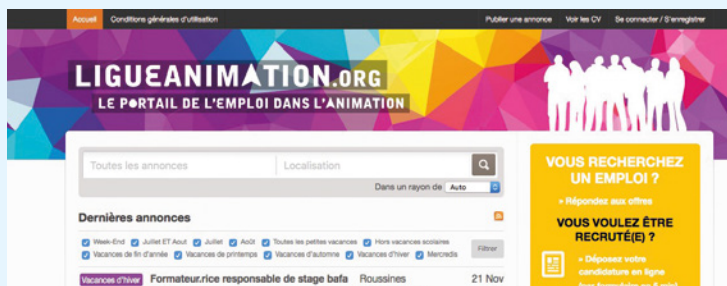 Accueil Conditions générales d'utilisation Publier une annonce Voir les CV Se connecter / S'enregistrer
LIGUEANIMATION.ORG
LE PORTAIL DE L'EMPLOI DANS L'ANIMATION
Toutes les annonces Localisation
Dans un rayon de Auto
Dernières annonces
Week-End Juillet ET Aout Juillet Août Toutes les petites vacances Hors vacances scolaires
Vacances de fin d'année Vacances de printemps Vacances d'automne Vacances d'hiver Mercredis
Filtrer
Vacances d'hiver Formateur.rice responsable de stage bafa Roussines 21 Nov
VOUS RECHERCHEZ
UN EMPLOI ?
» Répondez aux offres
VOUS VOULEZ ÊTRE
RECRUTÉ(E) ?
» Déposez votre
candidature en ligne